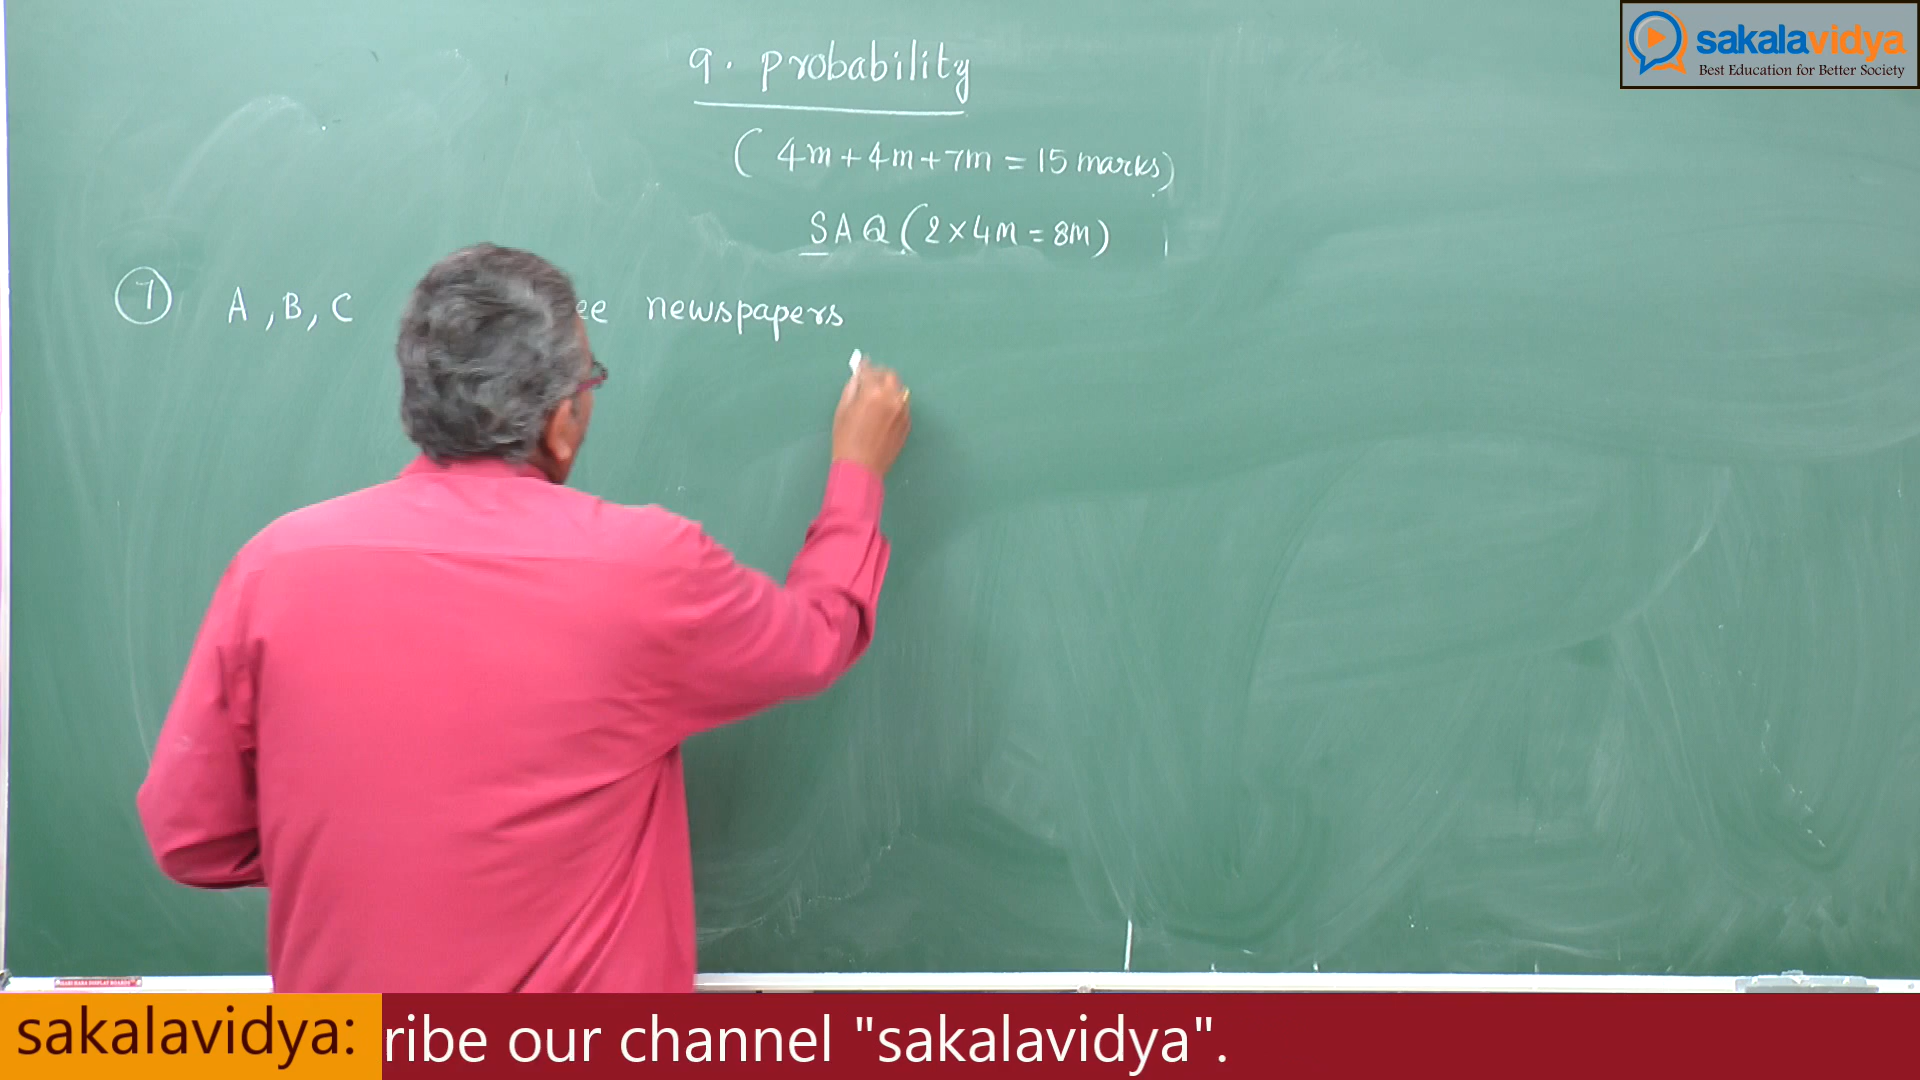 sakalavidya
Best Education for Better Society
9. probability
( 4m + 4m + 7m = 15 marks)
SAQ ( 2 × 4m = 8m )
7 A , B , C ee newspapers
sakalavidya: ribe our channel "sakalavidya".